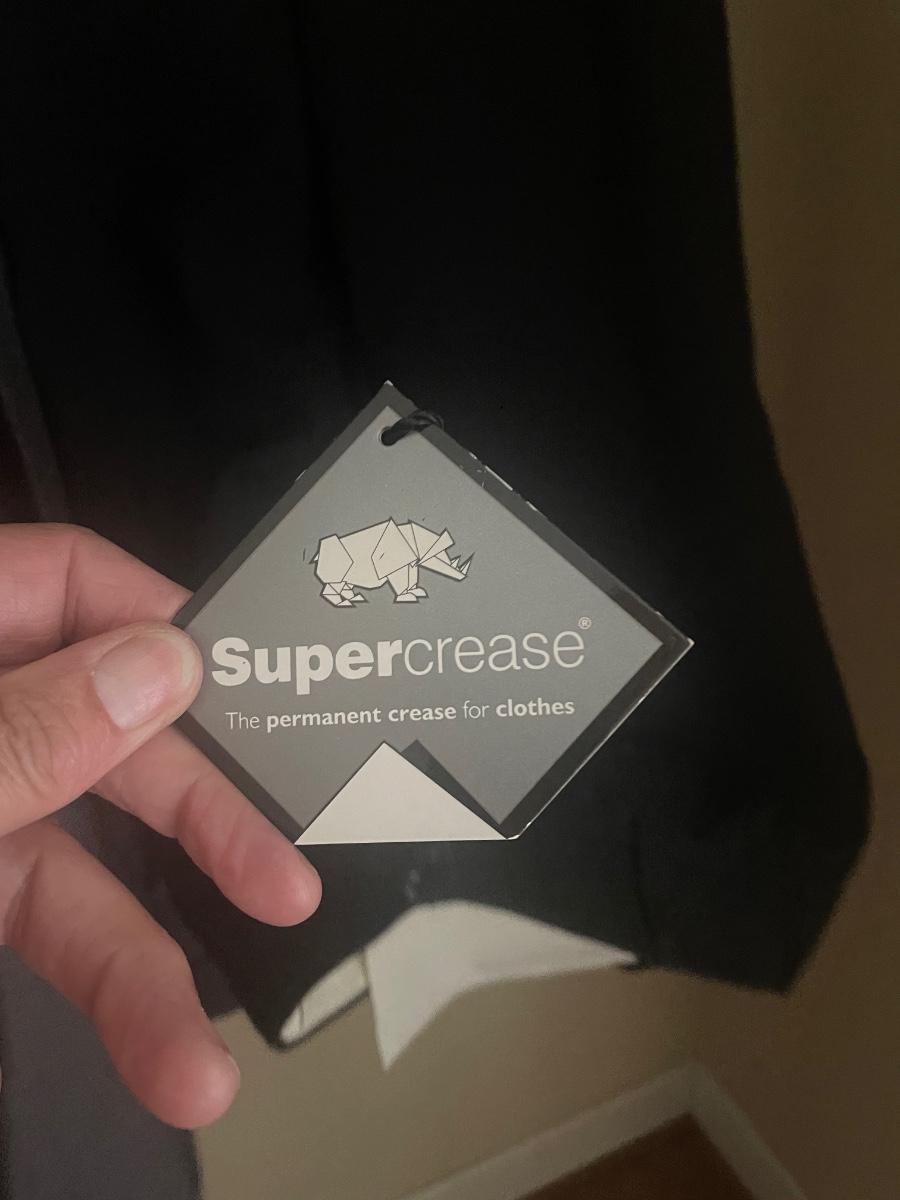 Supercrease®
The permanent crease for clothes